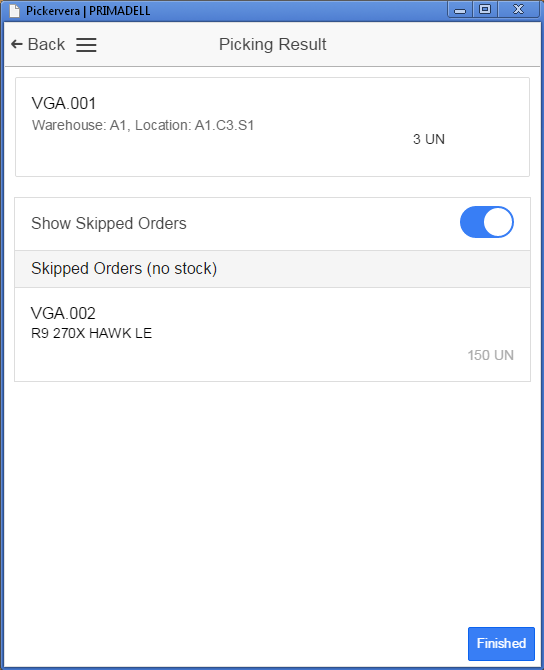 Pickervera | PRIMADELL
Back
Picking Result
VGA.001
Warehouse: A1, Location: A1.C3.S1
3 UN
Show Skipped Orders
Skipped Orders (no stock)
VGA.002
R9 270X HAWK LE
150 UN
Finished